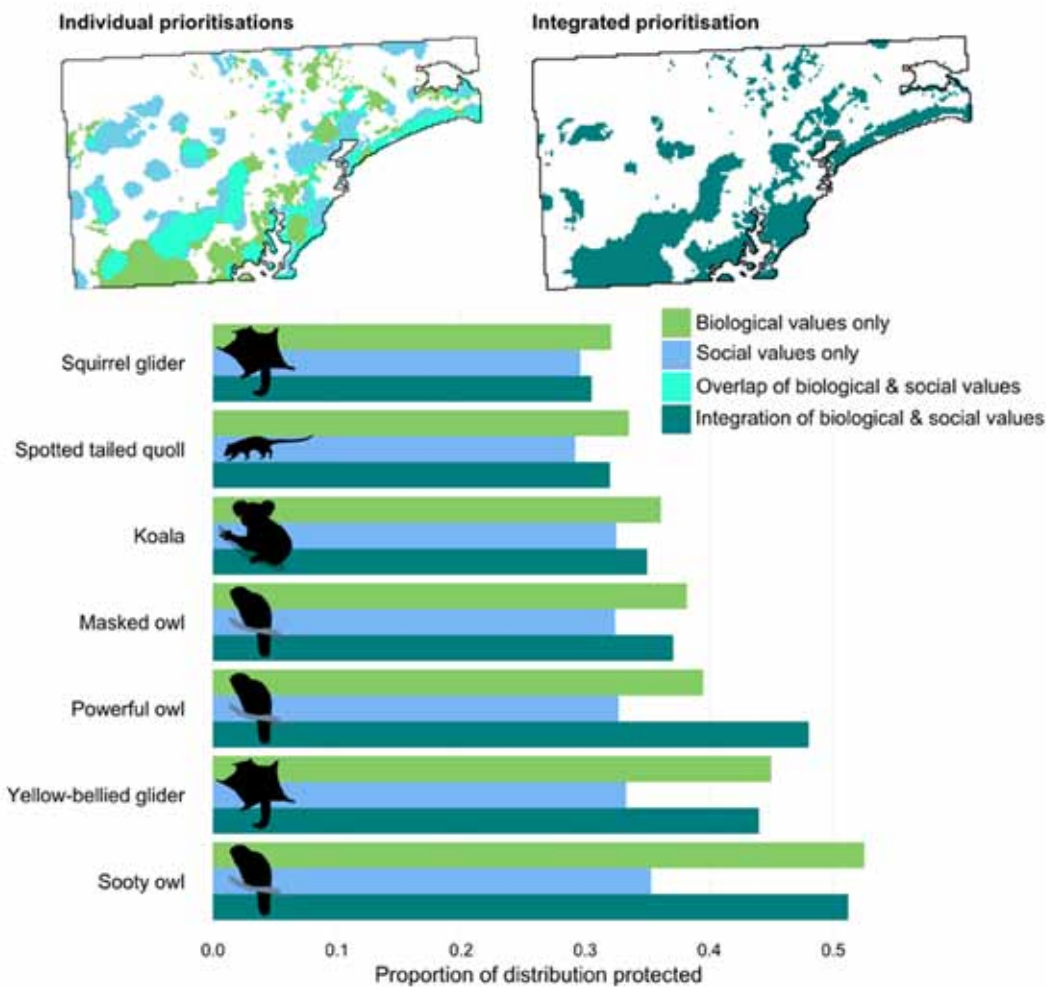 Individual prioritisations
Integrated prioritisation
Biological values only
Social values only
Overlap of biological & social values
Integration of biological & social values
Squirrel glider
Spotted tailed quoll
Koala
Masked owl
Powerful owl
Yellow-bellied glider
Sooty owl
0.0 0.1 0.2 0.3 0.4 0.5
Proportion of distribution protected